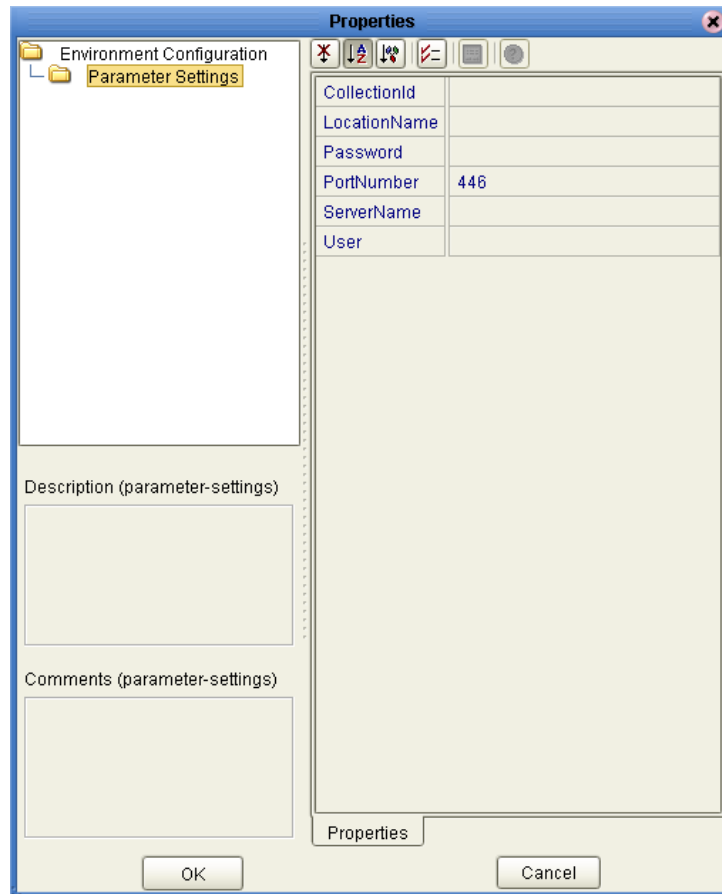 Properties
Environment Configuration
Parameter Settings
CollectionId
LocationName
Password
PortNumber 446
ServerName
User
Description (parameter-settings)
Comments (parameter-settings)
Properties
OK
Cancel